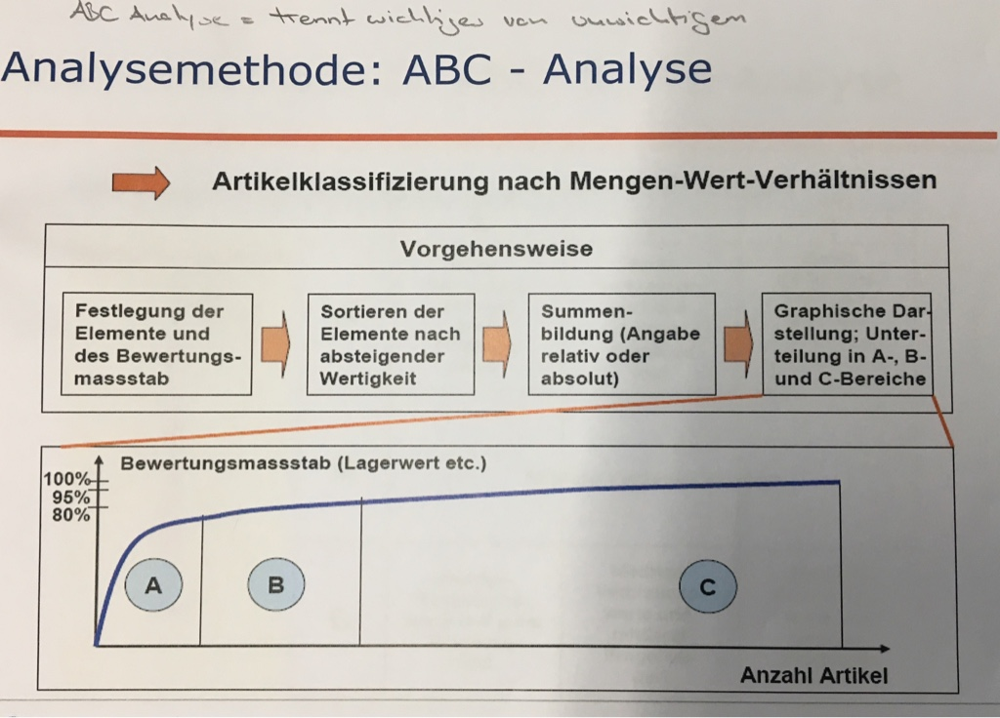 ABC Analyse = trennt wichtiges von unwichtigem
Analysemethode: ABC - Analyse
Artikelklassifizierung nach Mengen-Wert-Verhältnissen
Vorgehensweise
Festlegung der
Elemente und
des Bewertungs-
massstab
Sortieren der
Elemente nach
absteigender
Wertigkeit
Summen-
bildung (Angabe
relativ oder
absolut)
Graphische Dar-
stellung; Unter-
teilung in A-, B-
und C-Bereiche
Bewertungsmassstab (Lagerwert etc.)
100%
95%
80%
A
B
C
Anzahl Artikel